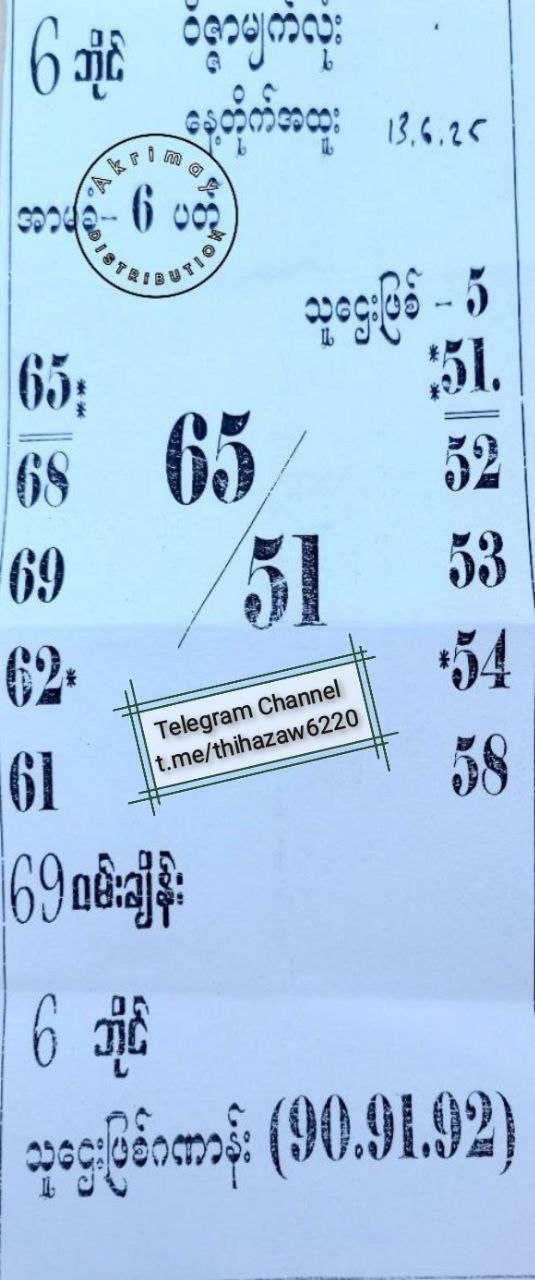 6 ဘိုင်
ဝိဇ္ဇာမျက်လုံး
နေ့တိုက်အထူး 13.6.25
Akrimay
DISTRIBUTION
အာမခံ- 6 ပတ်
သူဌေးဖြစ် - 5
65** **51.
68 65 52
69 / 53
51
62* *54
Telegram Channel
t.me/thihazaw6220
61 58
69 ဝမ်းချိန်း
6 ဘိုင်
သူဌေးဖြစ်ဂဏာန်း (90.91.92)